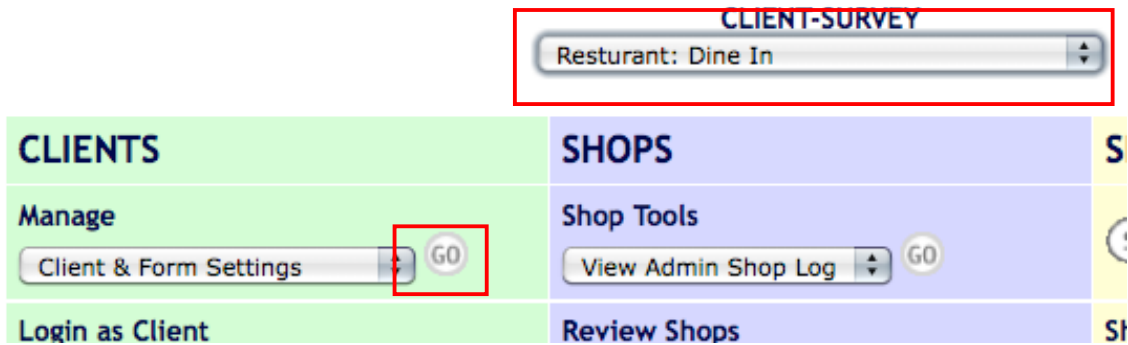 CLIENT-SURVEY
Resturant: Dine In
CLIENTS
SHOPS
Manage
Shop Tools
Client & Form Settings
GO
View Admin Shop Log
GO
Login as Client
Review Shops